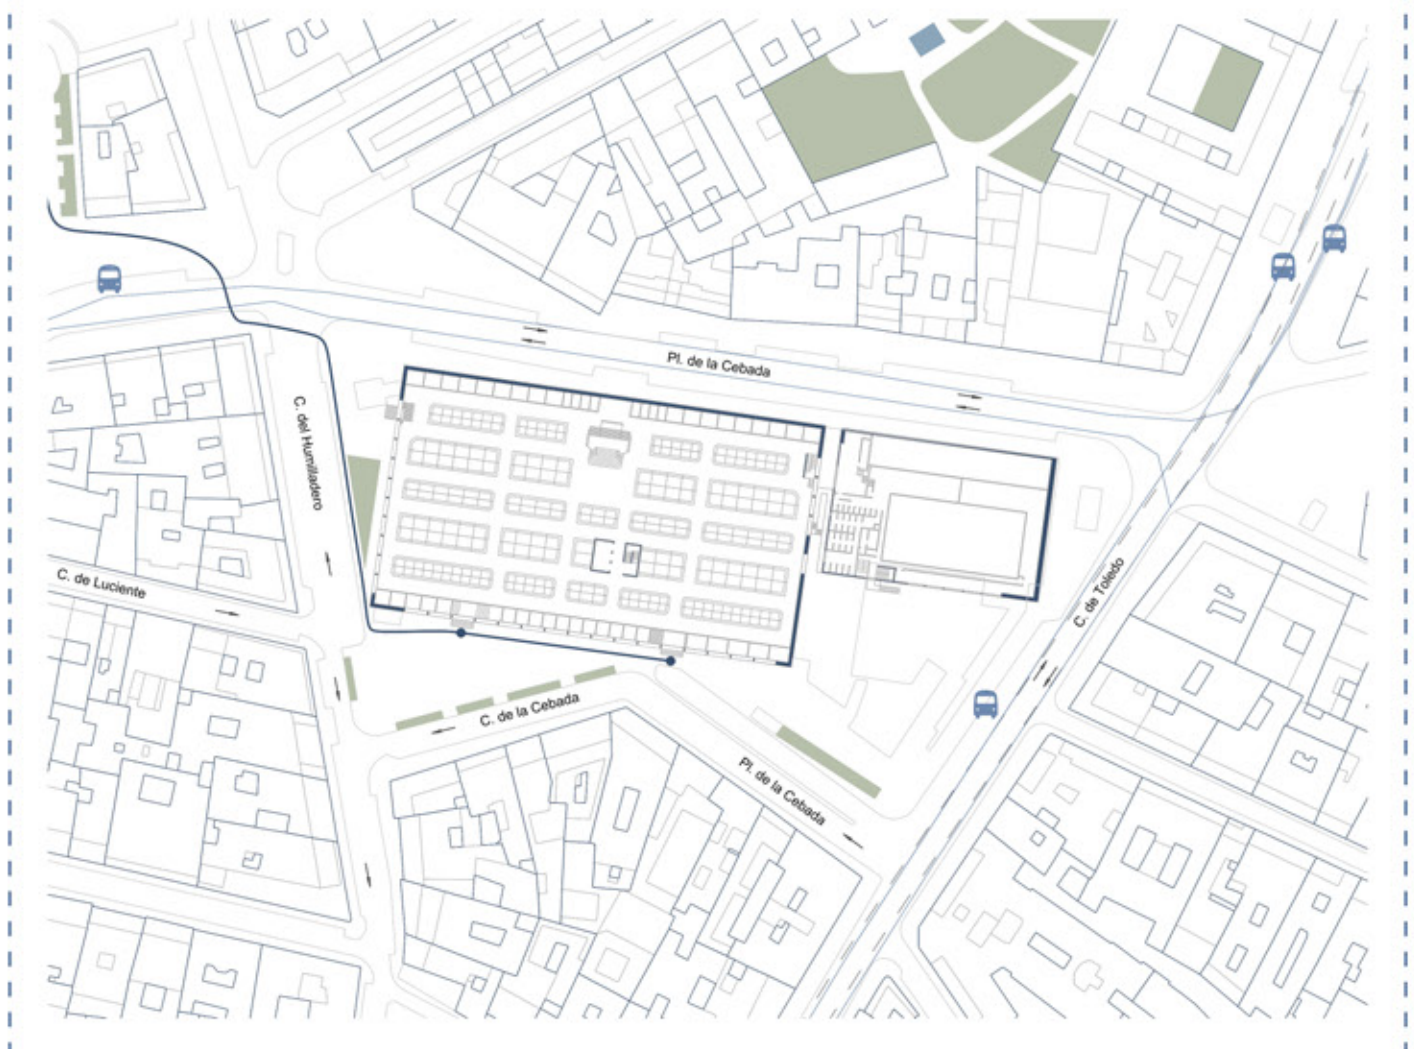 Pl. de la Cebada
C. del Humilladero
C. de Luciente
C. de Toledo
C. de la Cebada
Pl. de la Cebada